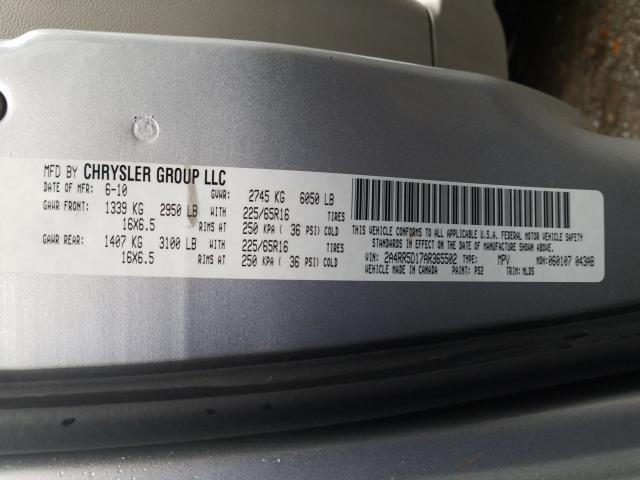 MFD BY CHRYSLER GROUP LLC
DATE OF MFR: 6-10 GVWR: 2745 KG 6050 LB
GAWR FRONT: 1339 KG 2950 LB WITH 225/65R16 TIRES
16X6.5 RIMS AT 250 KPA ( 36 PSI) COLD
GAWR REAR: 1407 KG 3100 LB WITH 225/65R16 TIRES
16X6.5 RIMS AT 250 KPA ( 36 PSI) COLD
THIS VEHICLE CONFORMS TO ALL APPLICABLE U.S.A. FEDERAL MOTOR VEHICLE SAFETY
STANDARDS IN EFFECT ON THE DATE OF MANUFACTURE SHOWN ABOVE.
VIN: 2A4RR5D17AR365502 TYPE: MPV MDH:060107 043AB
VEHICLE MADE IN CANADA PAINT: PS2 TRIM: MLDS